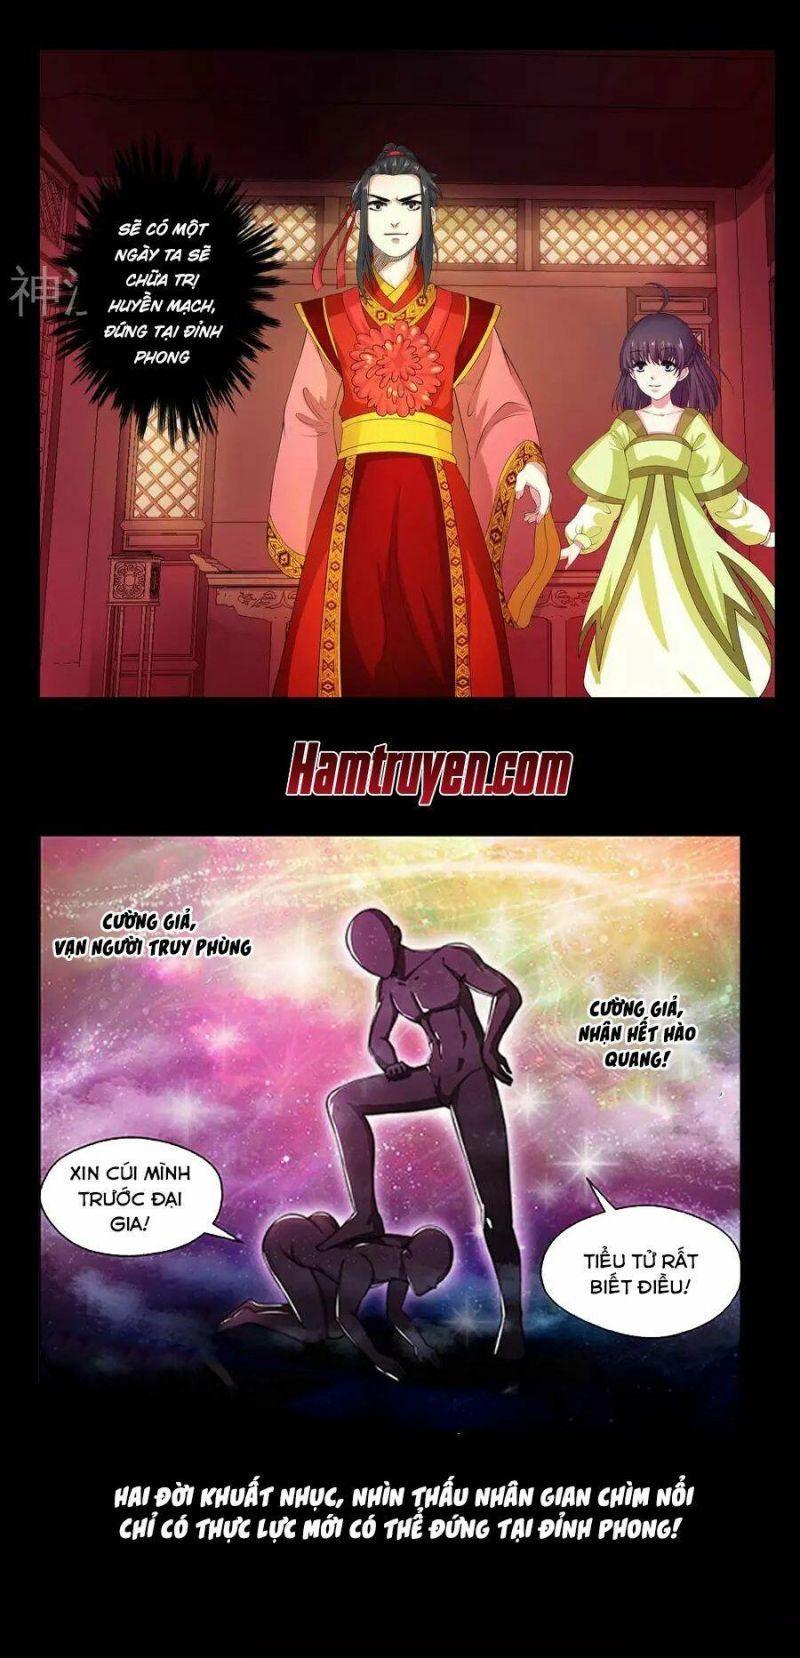 SẼ CÓ MỘT
NGÀY TA SẼ
CHỮA TRỊ
HUYỀN MẠCH,
ĐỨNG TẠI ĐỈNH
PHONG
神
Hamtruyen.com
CƯỜNG GIẢ,
VẠN NGƯỜI TRUY PHÙNG
CƯỜNG GIẢ,
NHẬN HẾT HÀO
QUANG!
XIN CÚI MÌNH
TRƯỚC ĐẠI
GIA!
TIỂU TỬ RẤT
BIẾT ĐIỀU!
HAI ĐỜI KHUẤT NHỤC, NHÌN THẤU NHÂN GIAN CHÌM NỔI
CHỈ CÓ THỰC LỰC MỚI CÓ THỂ ĐỨNG TẠI ĐỈNH PHONG!